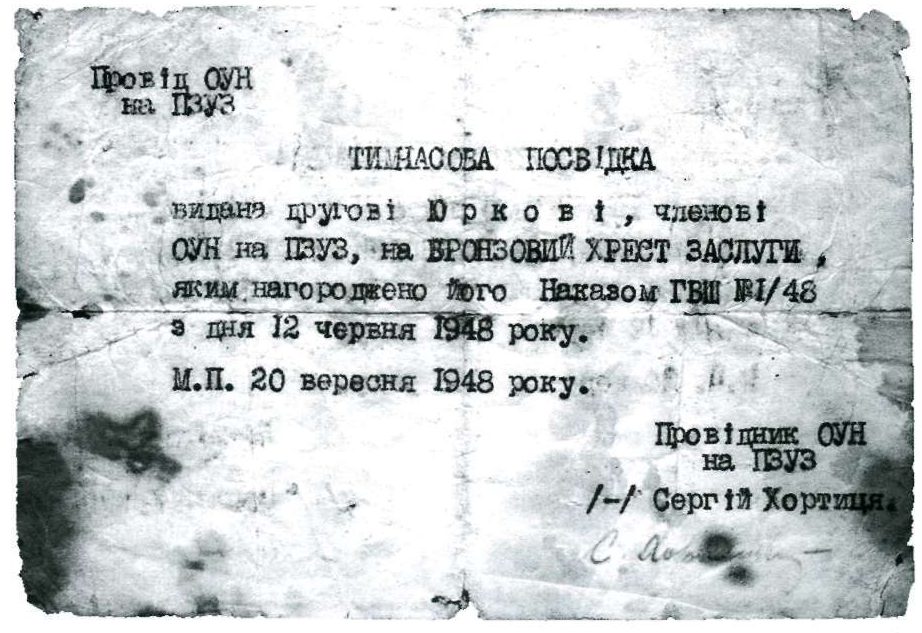 Провід ОУН
на ПЗУЗ
ТИМЧАСОВА ПОСВІДКА
видана другові Ю р к о в і , членові
ОУН на ПЗУЗ, на БРОНЗОВИЙ ХРЕСТ ЗАСЛУГИ ,
яким нагороджено його Наказом ГВШ №1/48
з дня 12 червня 1948 року.
М.П. 20 вересня 1948 року.
Провідник ОУН
на ПЗУЗ
/-/ Сергій Хортиця.